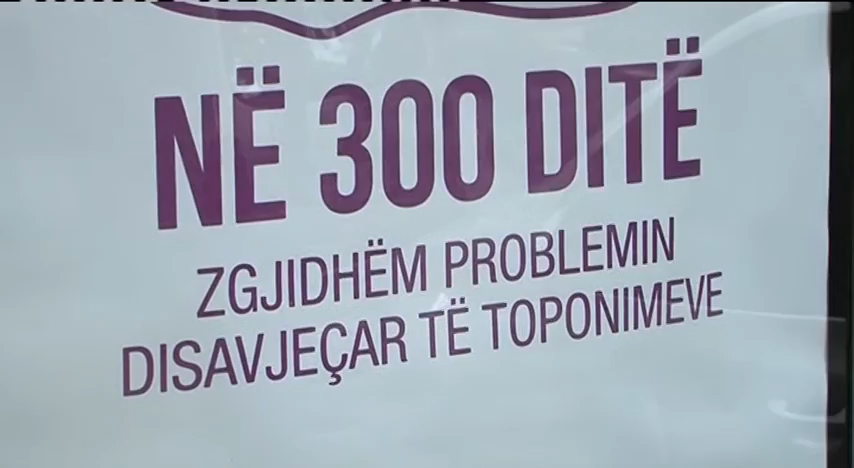 NË 300 DITË
ZGJIDHËM PROBLEMIN
DISAVJEÇAR TË TOPONIMEVE